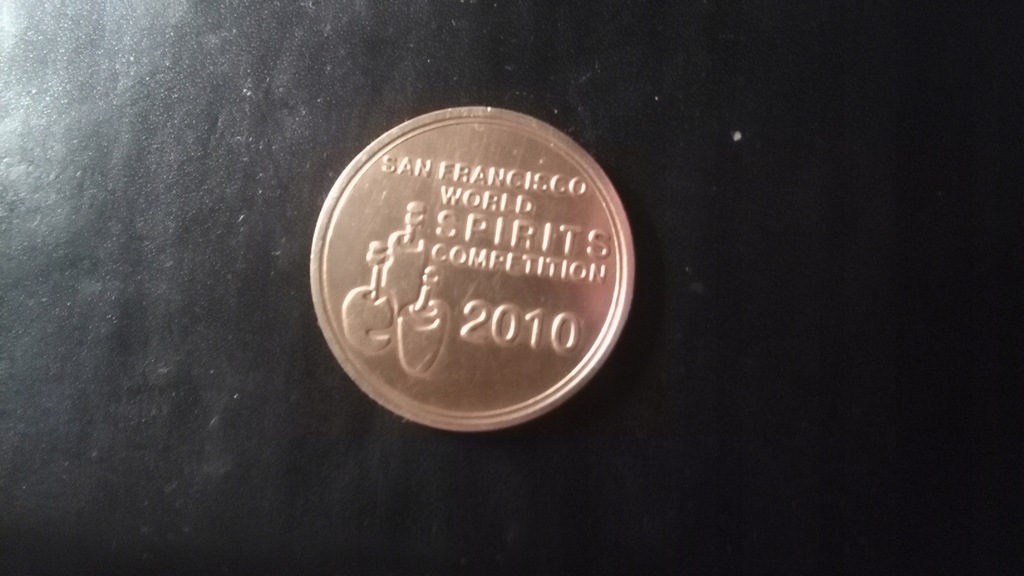 SAN FRANCISCO
WORLD
SPIRITS
COMPETITION
2010